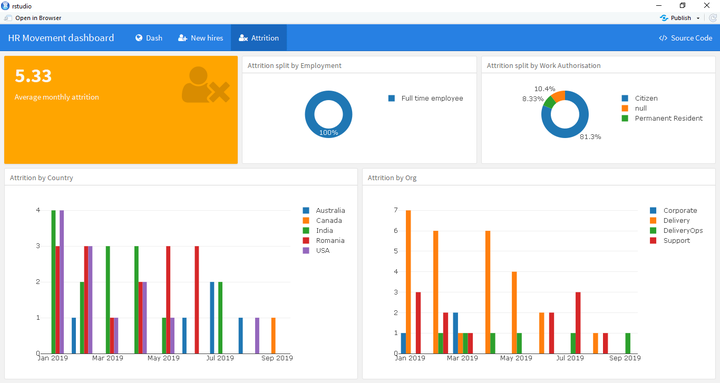 rstudio
Open in Browser
Publish
HR Movement dashboard
Dash
New hires
Attrition
Source Code
5.33
Average monthly attrition
Attrition split by Employment
100%
Full time employee
Attrition split by Work Authorisation
10.4%
8.33%
81.3%
Citizen
null
Permanent Resident
Attrition by Country
4
3
2
1
0
Jan 2019
Mar 2019
May 2019
Jul 2019
Sep 2019
Australia
Canada
India
Romania
USA
Attrition by Org
7
6
5
4
3
2
1
0
Jan 2019
Mar 2019
May 2019
Jul 2019
Sep 2019
Corporate
Delivery
DeliveryOps
Support